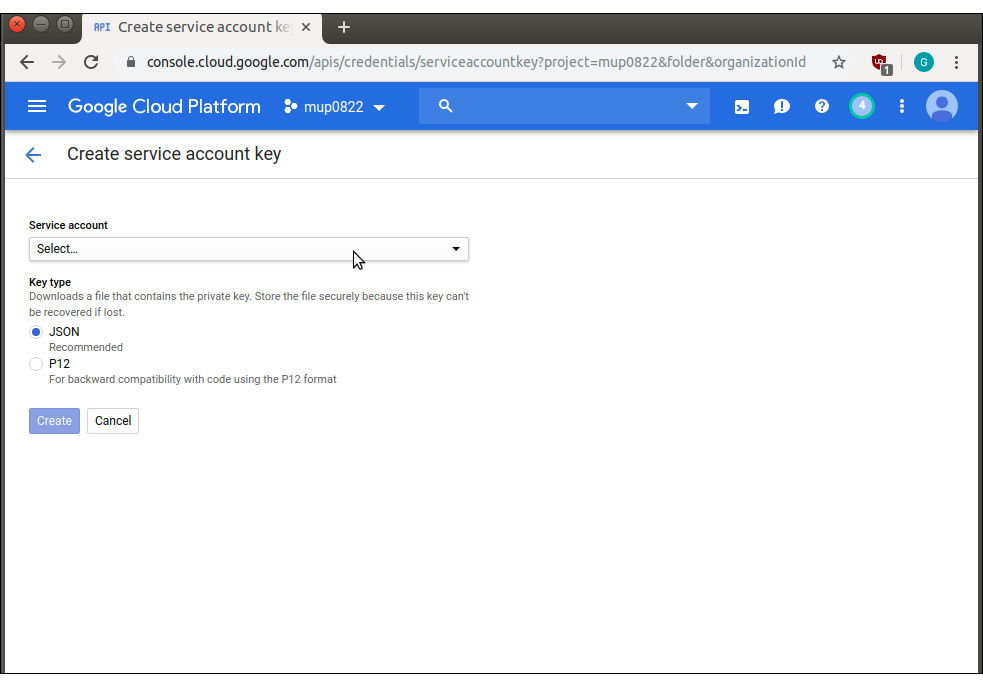 API Create service account ke
console.cloud.google.com/apis/credentials/serviceaccountkey?project=mup0822&folder&organizationId
1
G
Google Cloud Platform mup0822
4
Create service account key
Service account
Select...
Key type
Downloads a file that contains the private key. Store the file securely because this key can't
be recovered if lost.
JSON
Recommended
P12
For backward compatibility with code using the P12 format
Create Cancel